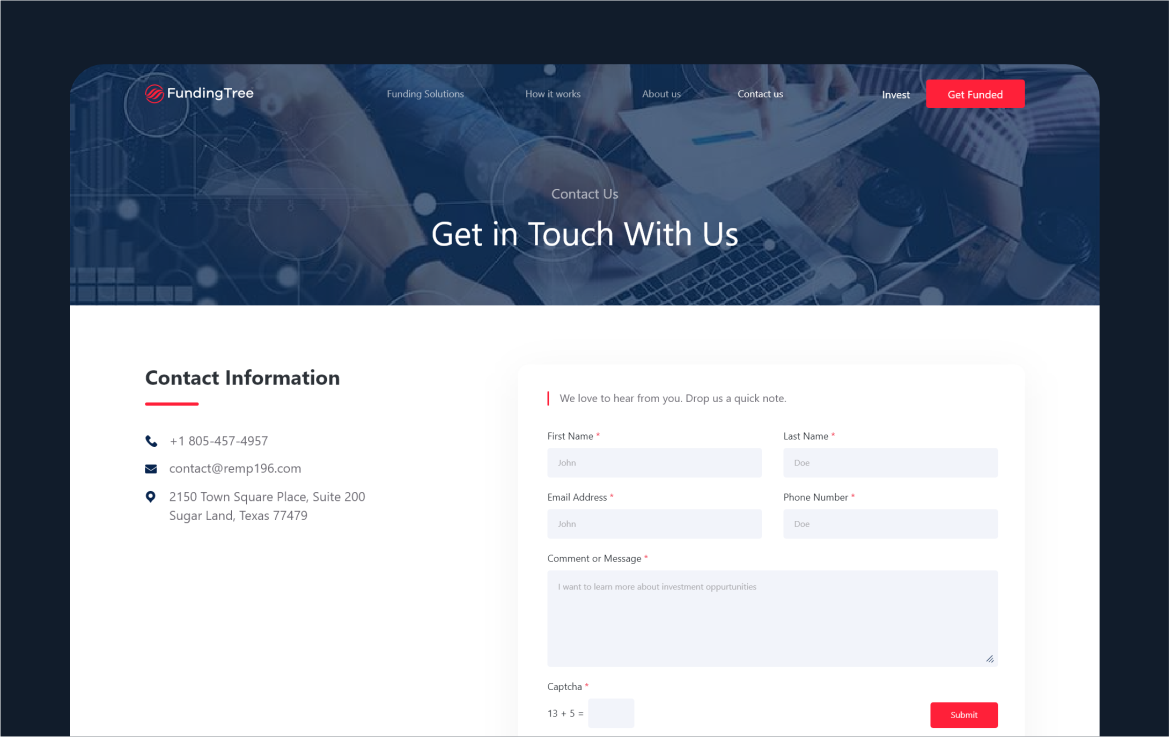 FundingTree
Funding Solutions
How it works
About us
Contact us
Invest
Get Funded
Contact Us
Get in Touch With Us
Contact Information
+1 805-457-4957
contact@remp196.com
2150 Town Square Place, Suite 200
Sugar Land, Texas 77479
We love to hear from you. Drop us a quick note.
First Name *
Last Name *
John
Doe
Email Address *
Phone Number *
John
Doe
Comment or Message *
I want to learn more about investment oppurtunities
Captcha *
13 + 5 =
Submit